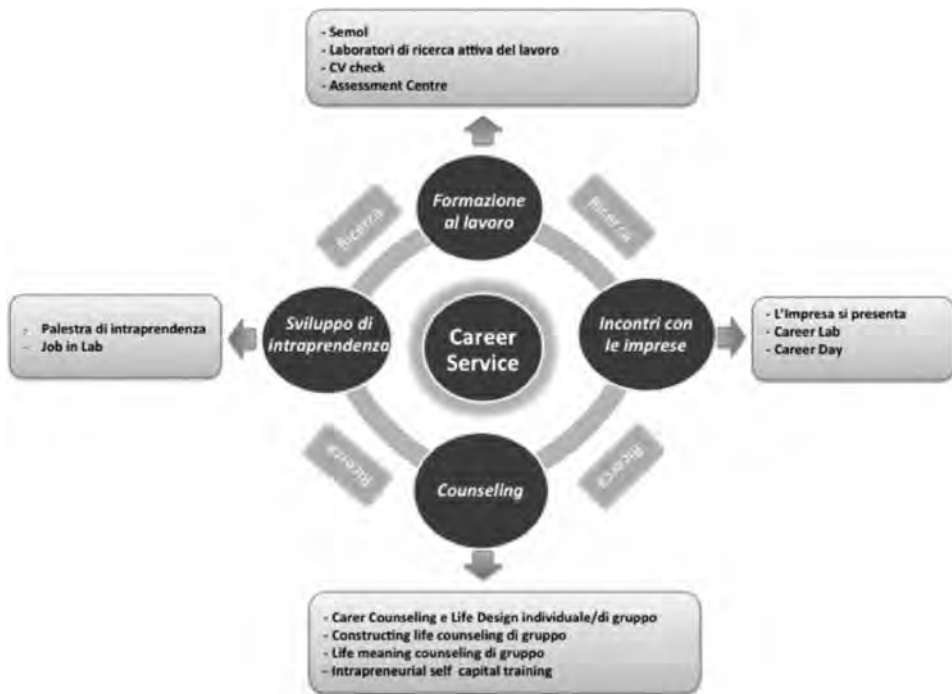 - Semol
- Laboratori di ricerca attiva del lavoro
- CV check
- Assessment Centre
Formazione
al lavoro
Ricerca
Ricerca
Sviluppo di
intraprendenza
Career
Service
Incontri con
le imprese
- Palestra di intraprendenza
- Job in Lab
- L'Impresa si presenta
- Career Lab
- Career Day
Ricerca
Ricerca
Counseling
- Carer Counseling e Life Design individuale/di gruppo
- Constructing life counseling di gruppo
- Life meaning counseling di gruppo
- Intrapreneurial self capital training